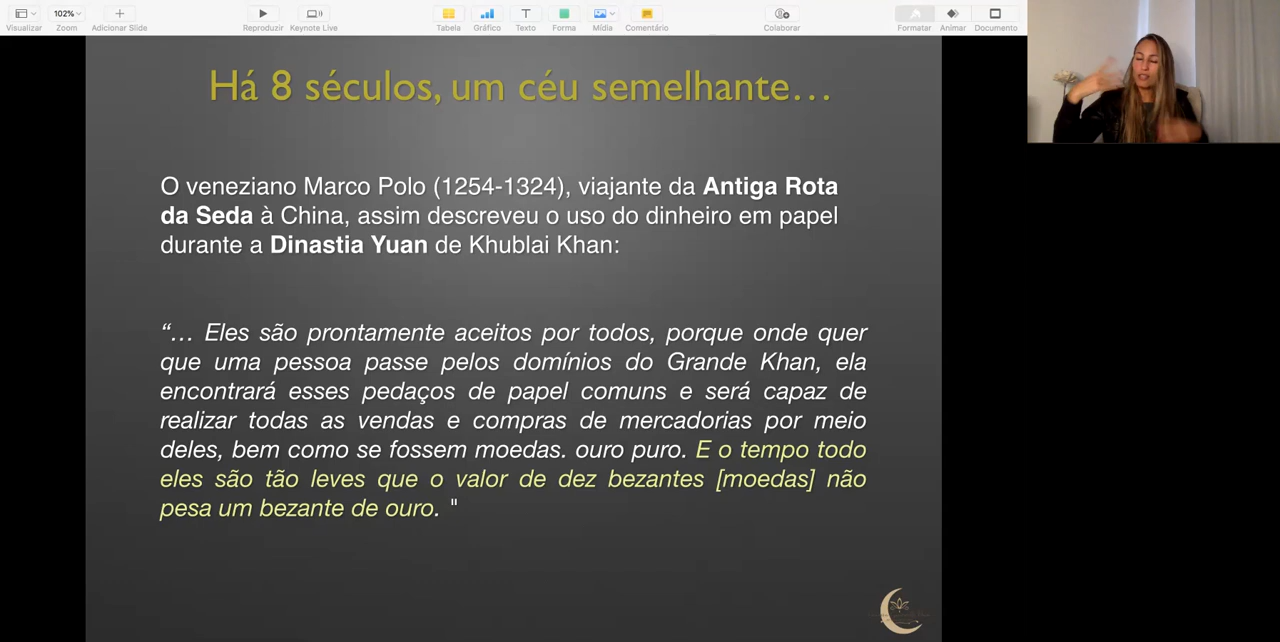 102%
Visualizar
Zoom
Adicionar Slide
Reproduzir
Keynote Live
Tabela
Gráfico
Texto
Forma
Mídia
Comentário
Colaborar
Formatar
Animar
Documento
Há 8 séculos, um céu semelhante…
O veneziano Marco Polo (1254-1324), viajante da Antiga Rota
da Seda à China, assim descreveu o uso do dinheiro em papel
durante a Dinastia Yuan de Khublai Khan:
“… Eles são prontamente aceitos por todos, porque onde quer
que uma pessoa passe pelos domínios do Grande Khan, ela
encontrará esses pedaços de papel comuns e será capaz de
realizar todas as vendas e compras de mercadorias por meio
deles, bem como se fossem moedas. ouro puro. E o tempo todo
eles são tão leves que o valor de dez bezantes [moedas] não
pesa um bezante de ouro. "